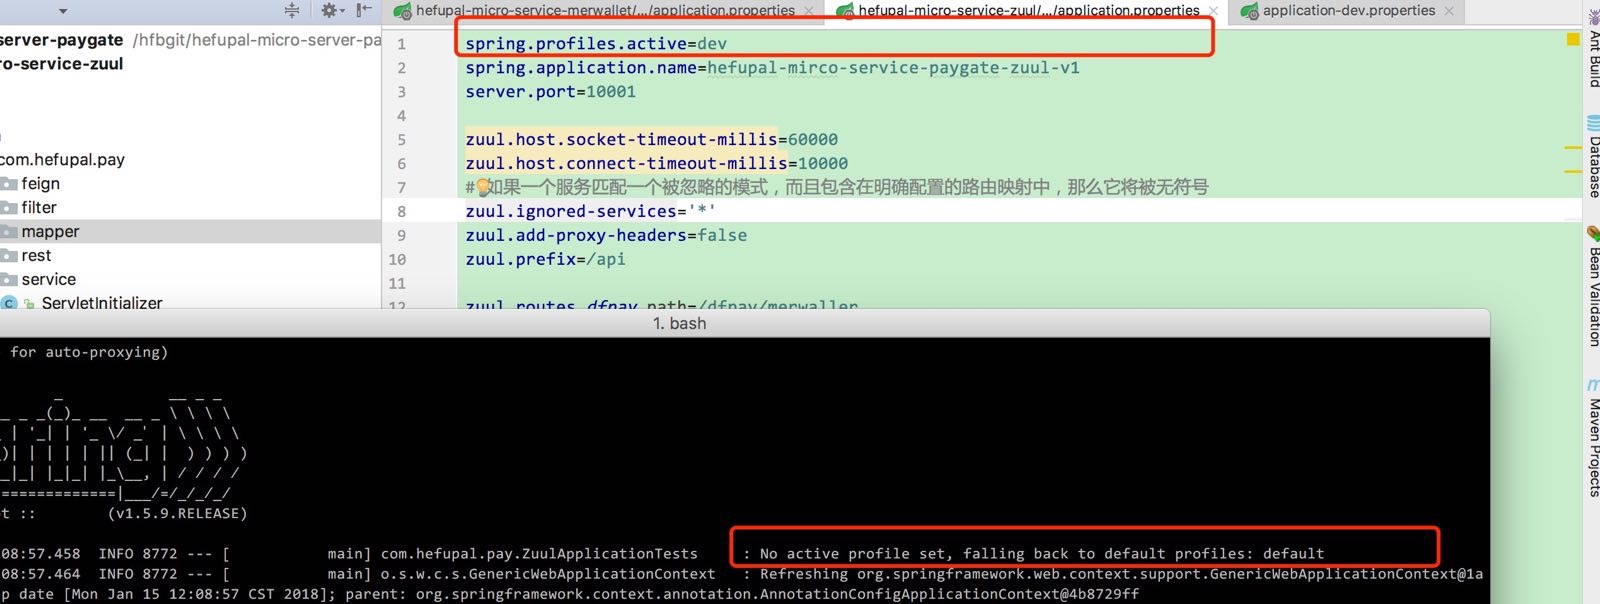 hefupal-micro-service-merwallet/.../application.properties
hefupal-micro-service-zuul/.../application.properties
application-dev.properties
server-paygate /hfbgit/hefupal-micro-server-pa
ro-service-zuul
com.hefupal.pay
feign
filter
mapper
rest
service
ServletInitializer
1 spring.profiles.active=dev
2 spring.application.name=hefupal-mirco-service-paygate-zuul-v1
3 server.port=10001
4
5 zuul.host.socket-timeout-millis=60000
6 zuul.host.connect-timeout-millis=10000
7 # 如果一个服务匹配一个被忽略的模式，而且包含在明确配置的路由映射中，那么它将被无符号
8 zuul.ignored-services='*'
9 zuul.add-proxy-headers=false
10 zuul.prefix=/api
11
12 zuul.routes.dfpay.path=/dfpay/merwaller
Ant Build
Database
Bean Validation
Maven Projects
1. bash
for auto-proxying)
ot :: (v1.5.9.RELEASE)
08:57.458 INFO 8772 --- [ main] com.hefupal.pay.ZuulApplicationTests : No active profile set, falling back to default profiles: default
08:57.464 INFO 8772 --- [ main] o.s.w.c.s.GenericWebApplicationContext : Refreshing org.springframework.web.context.support.GenericWebApplicationContext@1a
p date [Mon Jan 15 12:08:57 CST 2018]; parent: org.springframework.context.annotation.AnnotationConfigApplicationContext@4b8729ff